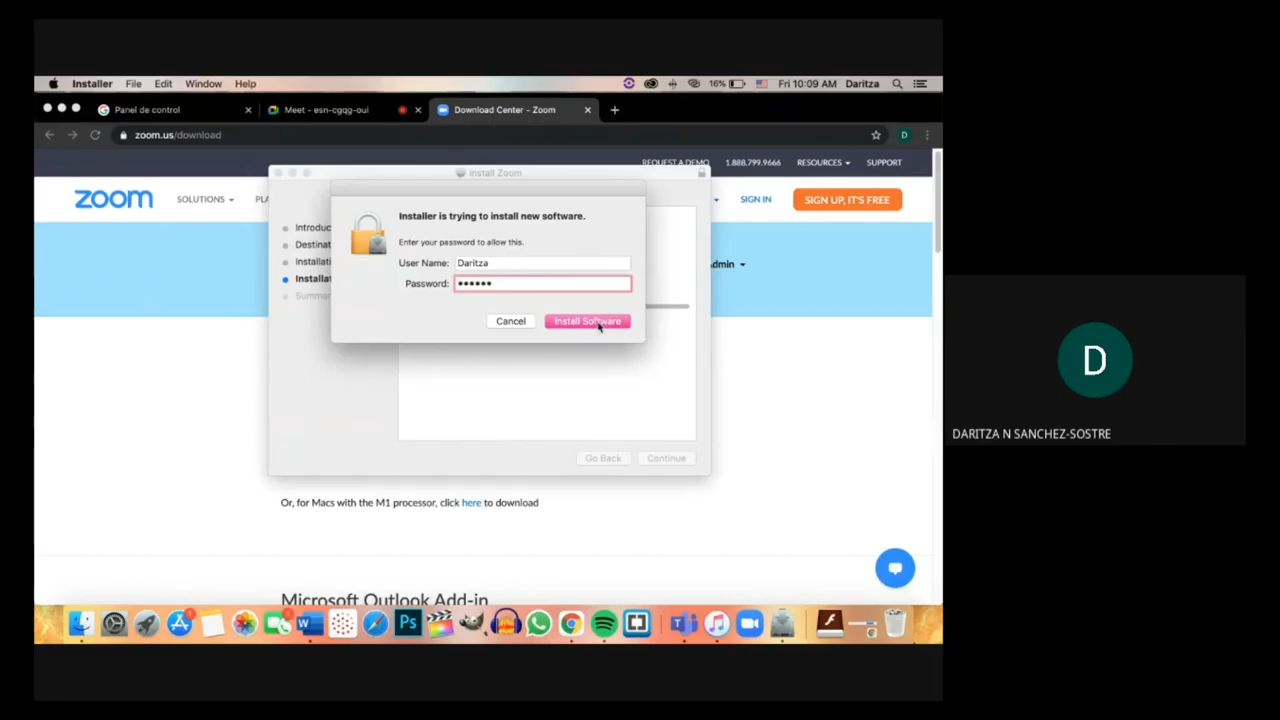 Installer File Edit Window Help 16% Fri 10:09 AM Daritza
Panel de control Meet - esn-cgqg-oui Download Center - Zoom
zoom.us/download D
REQUEST A DEMO 1.888.799.9666 RESOURCES SUPPORT
Install Zoom
zoom SOLUTIONS SIGN IN SIGN UP, IT'S FREE
Installer is trying to install new software.
Enter your password to allow this.
User Name: Daritza
Password: ••••••
Cancel Install Software
Go Back Continue
Or, for Macs with the M1 processor, click here to download
Microsoft Outlook Add-in
Ps
D
DARITZA N SANCHEZ-SOSTRE